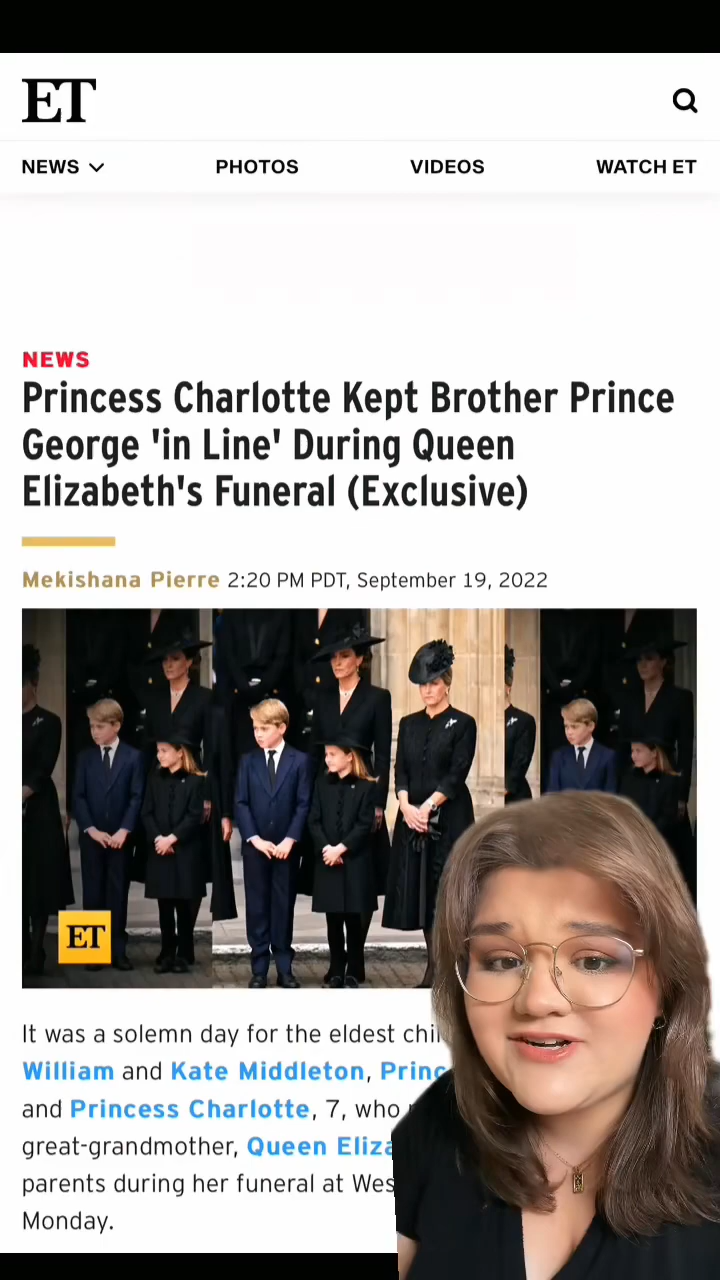 ET
NEWS PHOTOS VIDEOS WATCH ET
NEWS
Princess Charlotte Kept Brother Prince
George 'in Line' During Queen
Elizabeth's Funeral (Exclusive)
Mekishana Pierre 2:20 PM PDT, September 19, 2022
ET
It was a solemn day for the eldest
William and Kate Middleton,
and Princess Charlotte, 7, who
great-grandmother, Queen
parents during her funeral at
Monday.